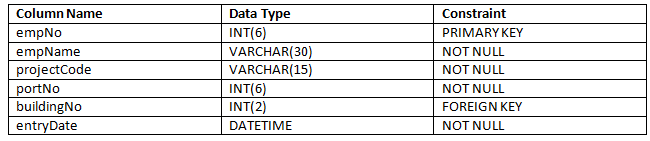 Column Name Data Type Constraint
empNo INT(6) PRIMARY KEY
empName VARCHAR(30) NOT NULL
projectCode VARCHAR(15) NOT NULL
portNo INT(6) NOT NULL
buildingNo INT(2) FOREIGN KEY
entryDate DATETIME NOT NULL